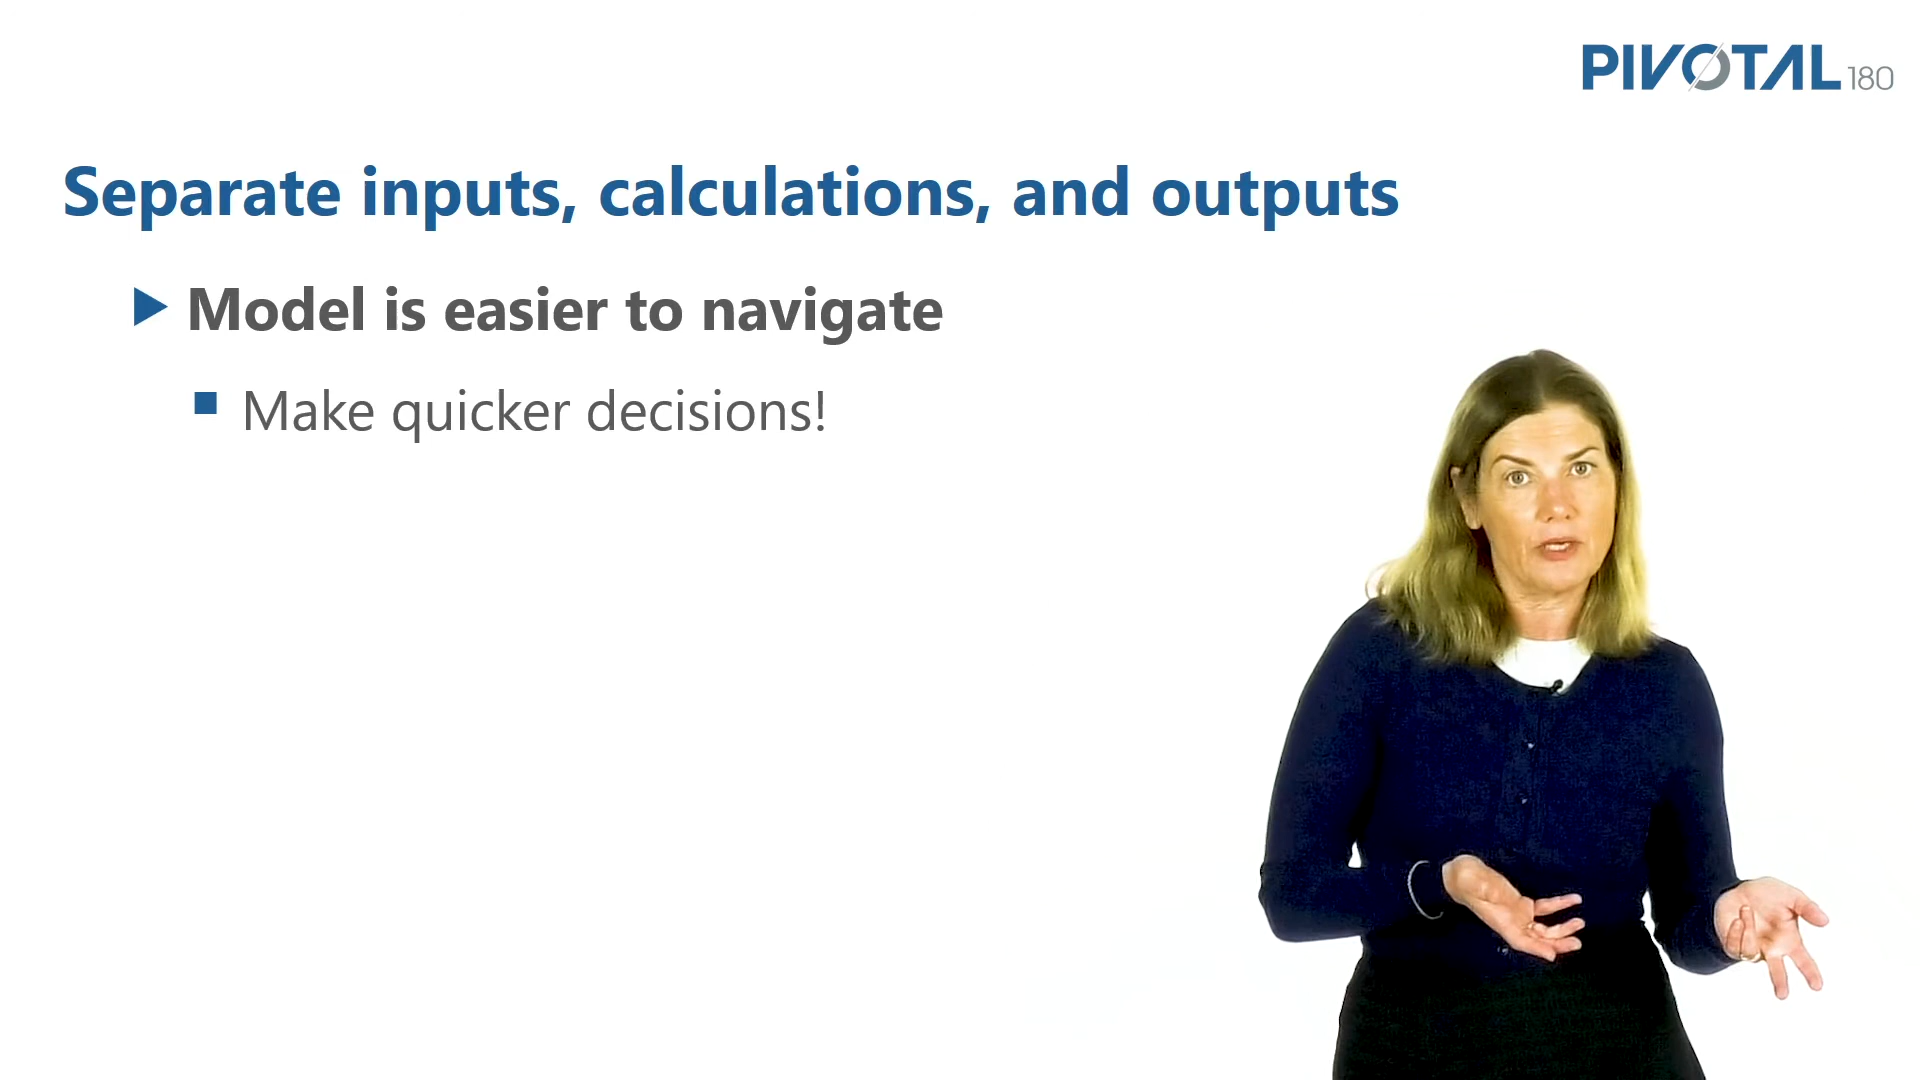 PIVOTAL 180
Separate inputs, calculations, and outputs
Model is easier to navigate
Make quicker decisions!